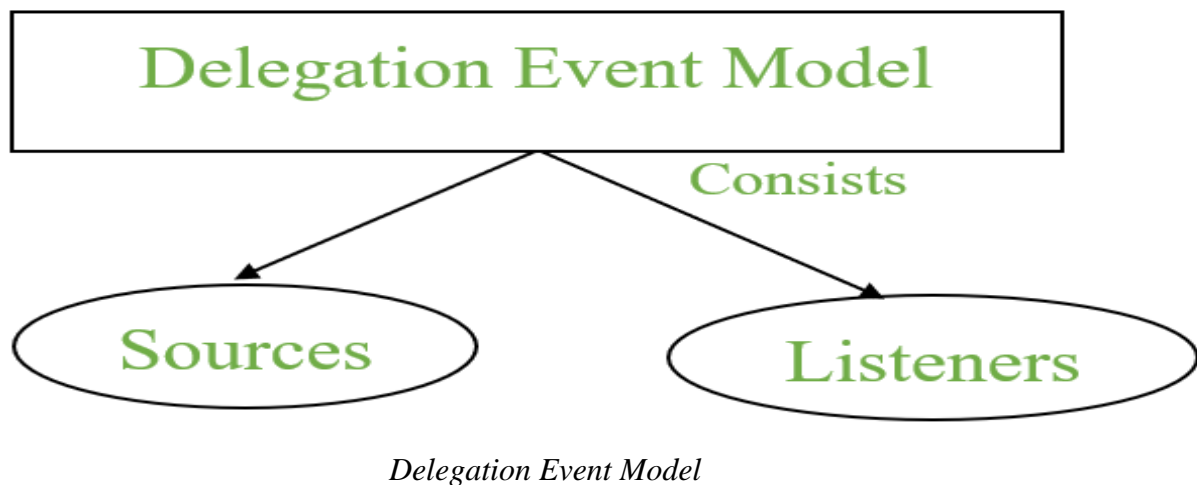 Delegation Event Model
Consists
Sources
Listeners
Delegation Event Model